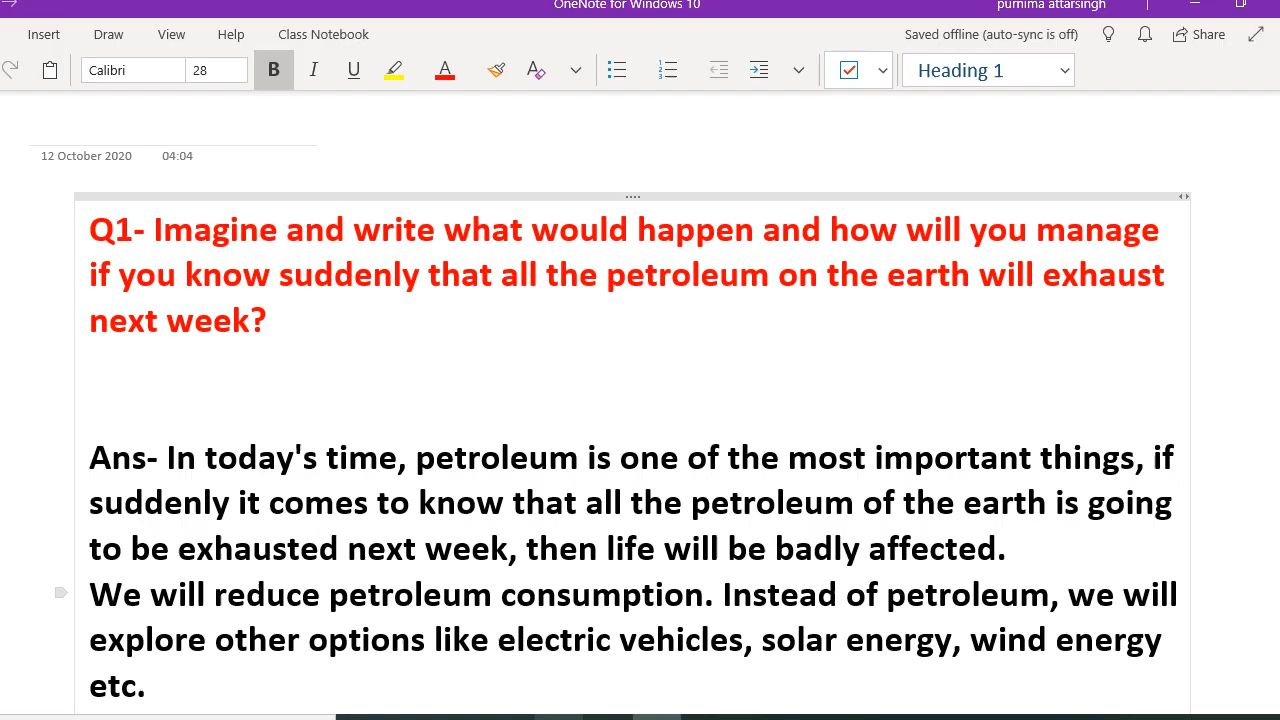 OneNote for Windows 10
purnima attarsingh
Insert Draw View Help Class Notebook
Saved offline (auto-sync is off)
Share
Calibri
28
B I U A A
Heading 1
12 October 2020 04:04
Q1- Imagine and write what would happen and how will you manage
if you know suddenly that all the petroleum on the earth will exhaust
next week?
Ans- In today's time, petroleum is one of the most important things, if
suddenly it comes to know that all the petroleum of the earth is going
to be exhausted next week, then life will be badly affected.
We will reduce petroleum consumption. Instead of petroleum, we will
explore other options like electric vehicles, solar energy, wind energy
etc.